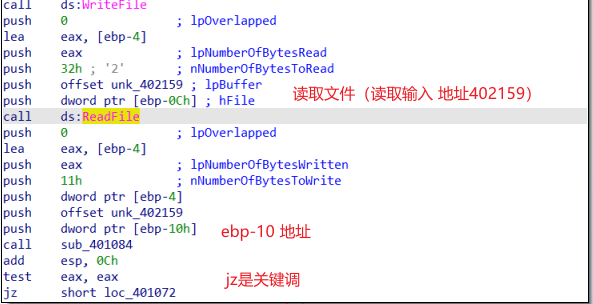 call ds:WriteFile
push 0 ; lpOverlapped
lea eax, [ebp-4]
push eax ; lpNumberOfBytesRead
push 32h ; '2' ; nNumberOfBytesToRead
push offset unk_402159 ; lpBuffer
push dword ptr [ebp-0Ch] ; hFile
读取文件（读取输入 地址402159）
call ds:ReadFile
push 0 ; lpOverlapped
lea eax, [ebp-4]
push eax ; lpNumberOfBytesWritten
push 11h ; nNumberOfBytesToWrite
push dword ptr [ebp-4]
push offset unk_402159
push dword ptr [ebp-10h] ebp-10 地址
call sub_401084
add esp, 0Ch
test eax, eax jz是关键调
jz short loc_401072